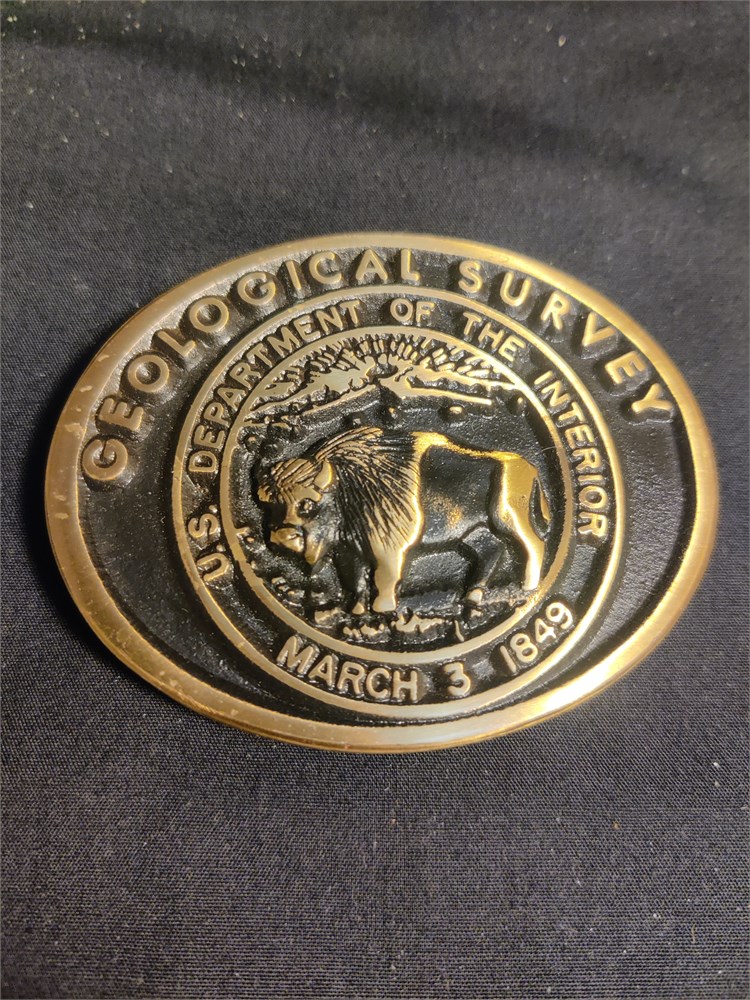 GEOLOGICAL SURVEY
U.S. DEPARTMENT OF THE INTERIOR
MARCH 3 1849